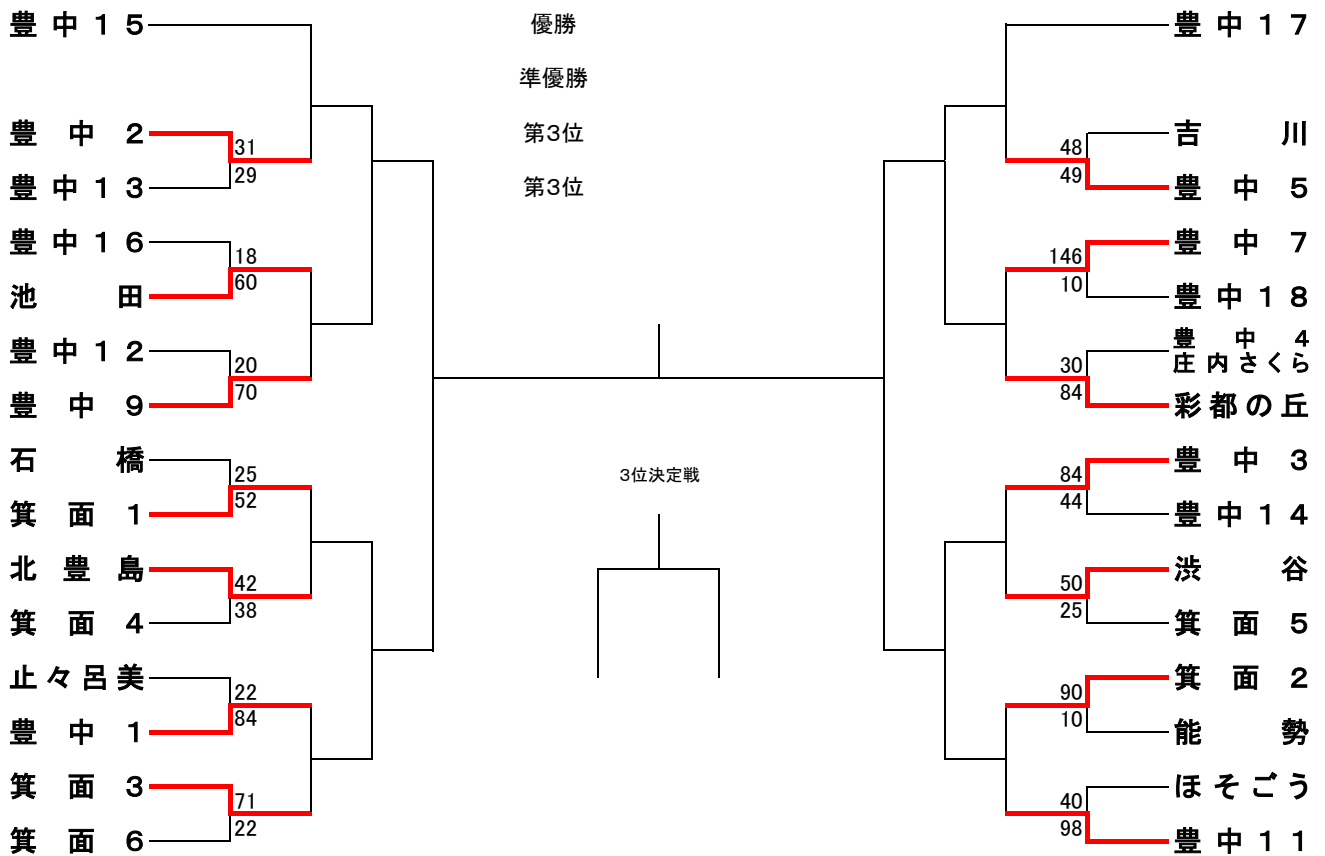 豊中１５
優勝
豊中１７
準優勝
豊中２
31
29
豊中１３
第3位
吉川
48
49
豊中５
第3位
豊中１６
18
60
池田
豊中７
146
10
豊中１８
豊中１２
20
70
豊中９
豊中４
庄内さくら
30
84
彩都の丘
石橋
25
52
箕面１
3位決定戦
豊中３
84
44
豊中１４
北豊島
42
38
箕面４
渋谷
50
25
箕面５
止々呂美
22
84
豊中１
箕面２
90
10
能勢
箕面３
71
22
箕面６
ほそごう
40
98
豊中１１